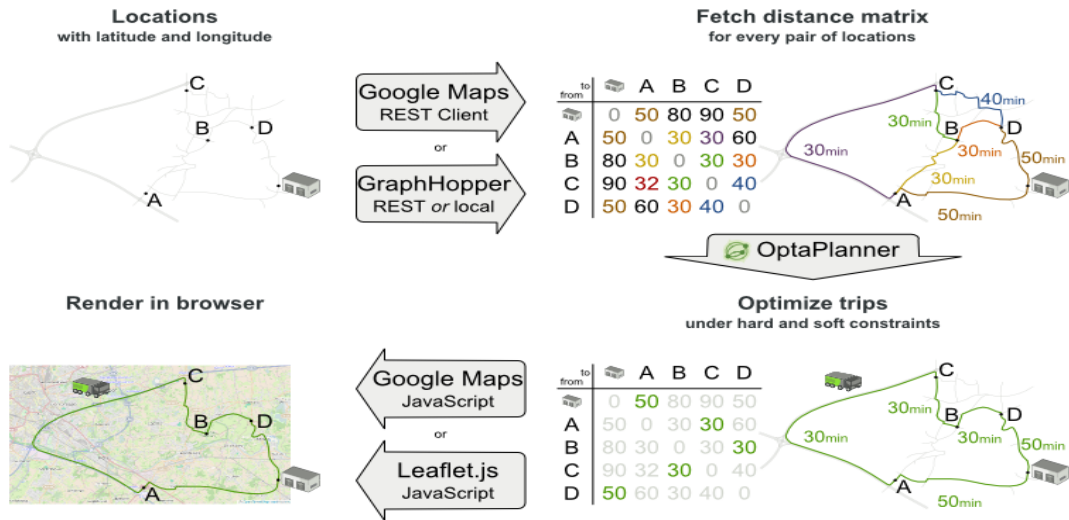 Locations
with latitude and longitude
C
B
D
A
Google Maps
REST Client
or
GraphHopper
REST or local
Fetch distance matrix
for every pair of locations
to
from
A B C D
0 50 80 90 50
A 50 0 30 30 60
B 80 30 0 30 30
C 90 32 30 0 40
D 50 60 30 40 0
C
40min
30min
B
D
30min
30min
50min
30min
A
50min
OptaPlanner
Render in browser
C
B
D
A
Google Maps
JavaScript
or
Leaflet.js
JavaScript
Optimize trips
under hard and soft constraints
to
from
A B C D
0 50 80 90 50
A 50 0 30 30 60
B 80 30 0 30 30
C 90 32 30 0 40
D 50 60 30 40 0
C
30min
B
D
30min
30min
50min
A
50min